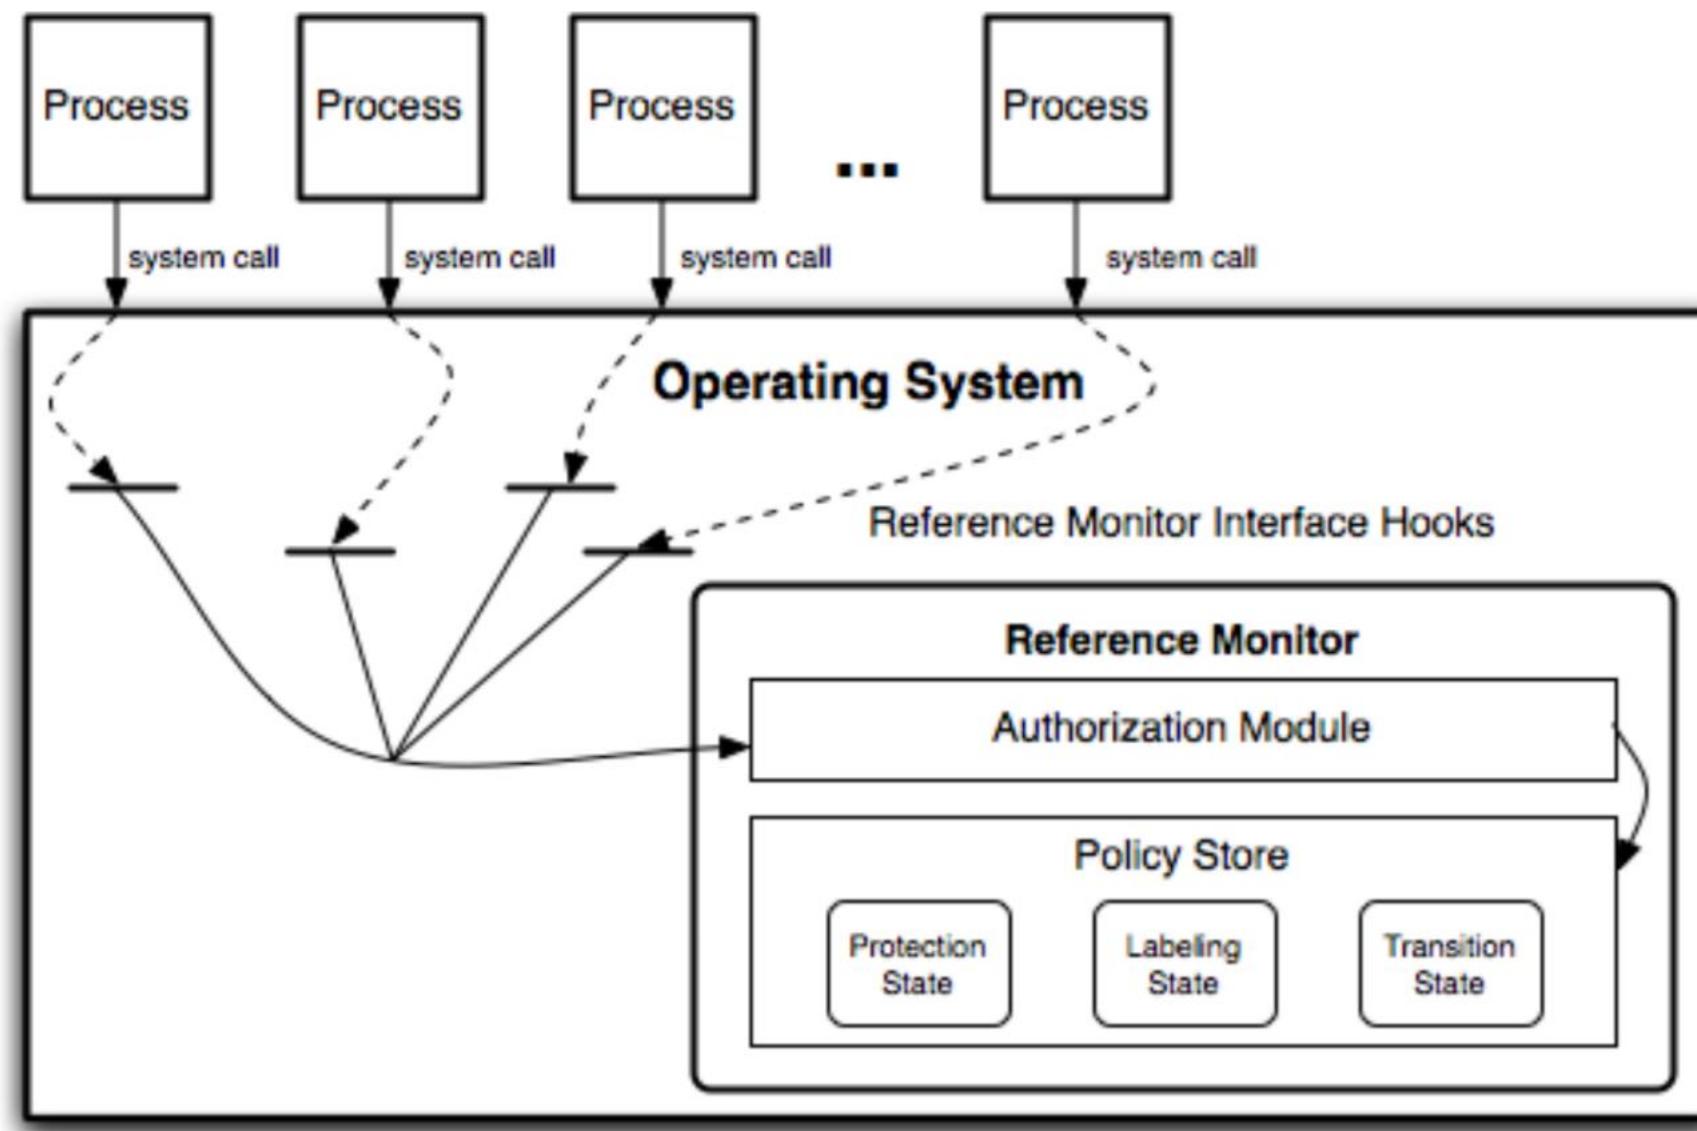 Process
Process
Process
...
Process
system call
system call
system call
system call
Operating System
Reference Monitor Interface Hooks
Reference Monitor
Authorization Module
Policy Store
Protection
State
Labeling
State
Transition
State